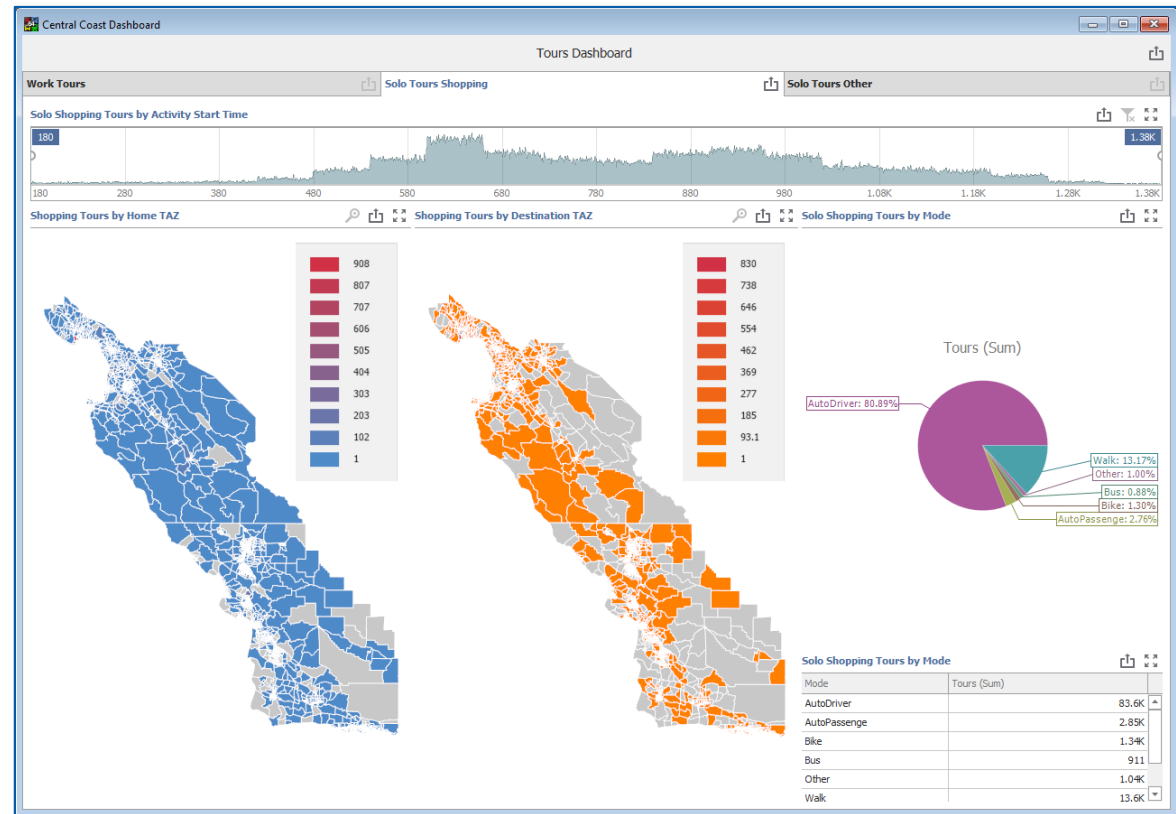 Central Coast Dashboard
Tours Dashboard
Work Tours
Solo Tours Shopping
Solo Tours Other
Solo Shopping Tours by Activity Start Time
180
1.38K
180 280 380 480 580 680 780 880 980 1.08K 1.18K 1.28K 1.38K
Shopping Tours by Home TAZ
908
807
707
606
505
404
303
203
102
1
Shopping Tours by Destination TAZ
830
738
646
554
462
369
277
185
93.1
1
Solo Shopping Tours by Mode
Tours (Sum)
AutoDriver: 80.89%
Walk: 13.17%
Other: 1.00%
Bus: 0.88%
Bike: 1.30%
AutoPassenge: 2.76%
Solo Shopping Tours by Mode
Mode Tours (Sum)
AutoDriver 83.6K
AutoPassenge 2.85K
Bike 1.34K
Bus 911
Other 1.04K
Walk 13.6K